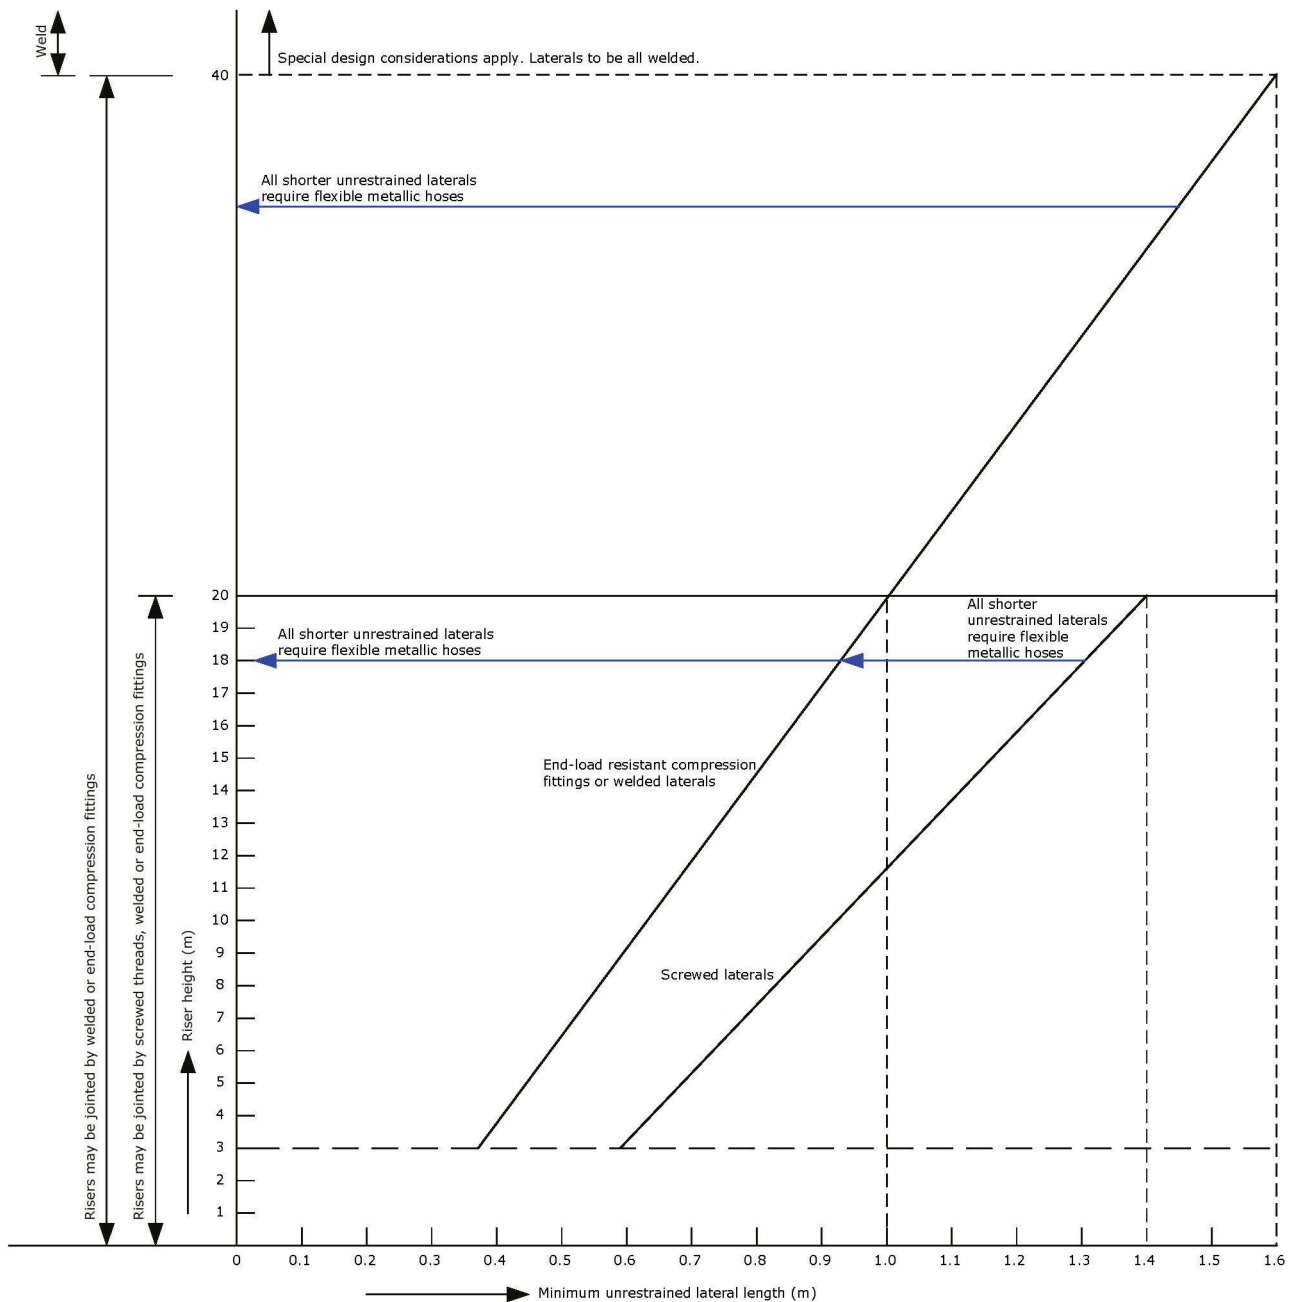 Weld
Special design considerations apply. Laterals to be all welded.
40
All shorter unrestrained laterals
require flexible metallic hoses
20
All shorter
unrestrained laterals
require flexible
metallic hoses
19
All shorter unrestrained laterals
require flexible metallic hoses
18
17
16
15
End-load resistant compression
fittings or welded laterals
14
13
12
11
10
9
Screwed laterals
8
7
6
5
4
3
2
1
Risers may be jointed by welded or end-load compression fittings
Risers may be jointed by screwed threads, welded or end-load compression fittings
Riser height (m)
0 0.1 0.2 0.3 0.4 0.5 0.6 0.7 0.8 0.9 1.0 1.1 1.2 1.3 1.4 1.5 1.6
Minimum unrestrained lateral length (m)